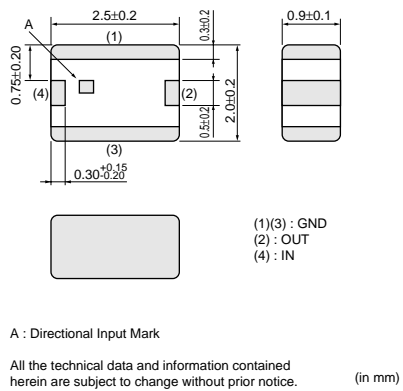 2.5±0.2
0.9±0.1
A
(1)
0.3±0.2
0.75±0.20
(4)
(2)
0.5±0.2
2.0±0.2
(3)
0.30+0.15-0.20
(1)(3) : GND
(2) : OUT
(4) : IN
A : Directional Input Mark
All the technical data and information contained
herein are subject to change without prior notice.
(in mm)